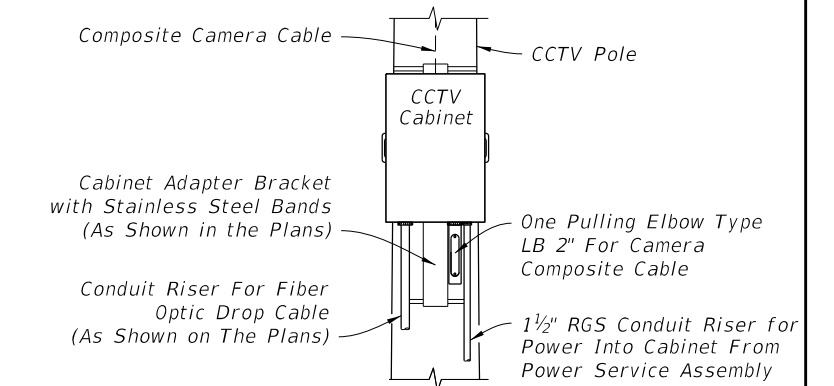 Composite Camera Cable
CCTV Pole
CCTV
Cabinet
Cabinet Adapter Bracket
with Stainless Steel Bands
(As Shown in the Plans)
One Pulling Elbow Type
LB 2" For Camera
Composite Cable
Conduit Riser For Fiber
Optic Drop Cable
(As Shown on The Plans)
1½" RGS Conduit Riser for
Power Into Cabinet From
Power Service Assembly